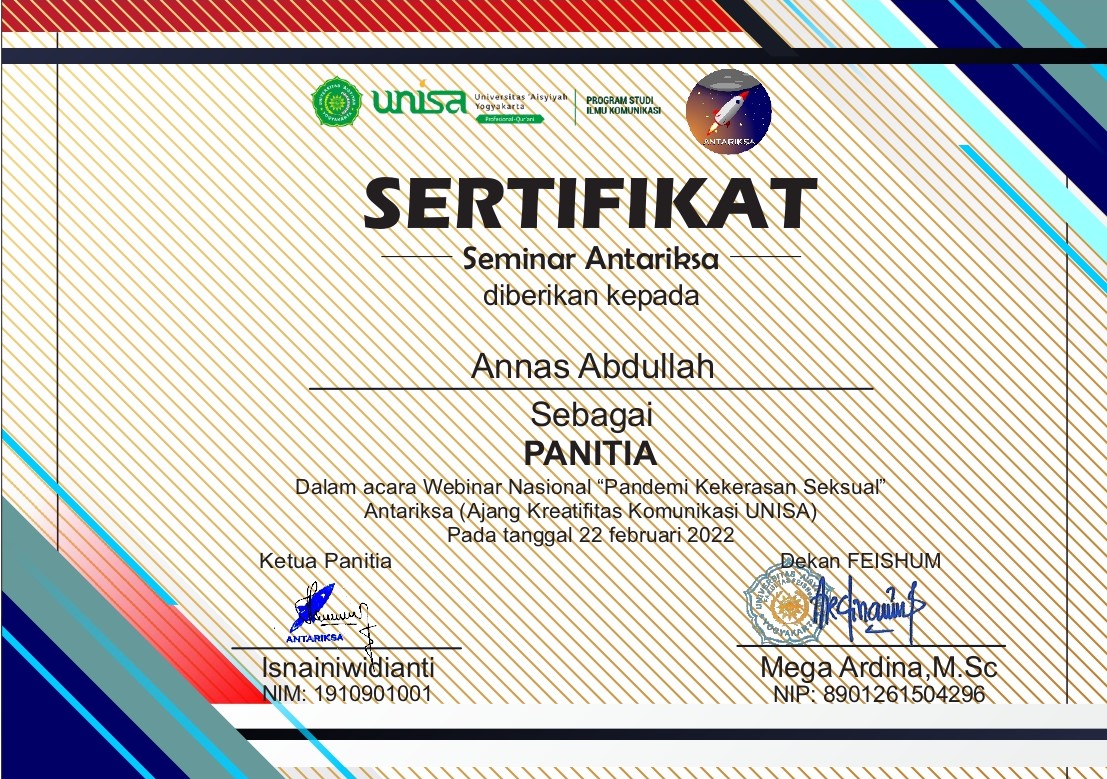 unisa
Universitas 'Aisyiyah
Yogyakarta
Profesional-Qur'ani
PROGRAM STUDI
ILMU KOMUNIKASI
ANTARIKSA
SERTIFIKAT
Seminar Antariksa
diberikan kepada
Annas Abdullah
Sebagai
PANITIA
Dalam acara Webinar Nasional “Pandemi Kekerasan Seksual”
Antariksa (Ajang Kreatifitas Komunikasi UNISA)
Pada tanggal 22 februari 2022
Ketua Panitia
Dekan FEISHUM
ANTARIKSA
Isnainiwidianti
Mega Ardina,M.Sc
NIM: 1910901001
NIP: 8901261504296